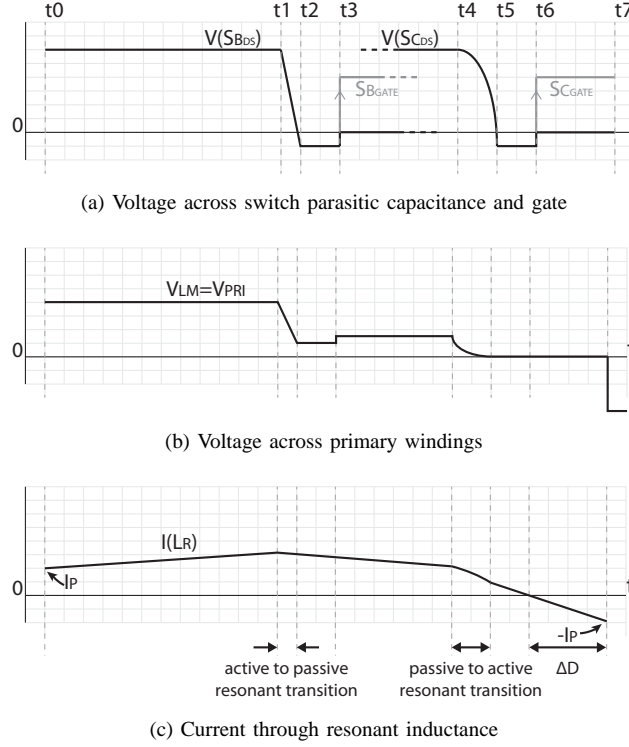 t0 t1 t2 t3 t4 t5 t6 t7
V(SBDS) V(SCDS)
SBGATE SCGATE
0
(a) Voltage across switch parasitic capacitance and gate
VLM=VPRI
0 t
(b) Voltage across primary windings
I(LR)
IP
0 t
-IP
active to passive resonant transition
passive to active resonant transition
ΔD
(c) Current through resonant inductance